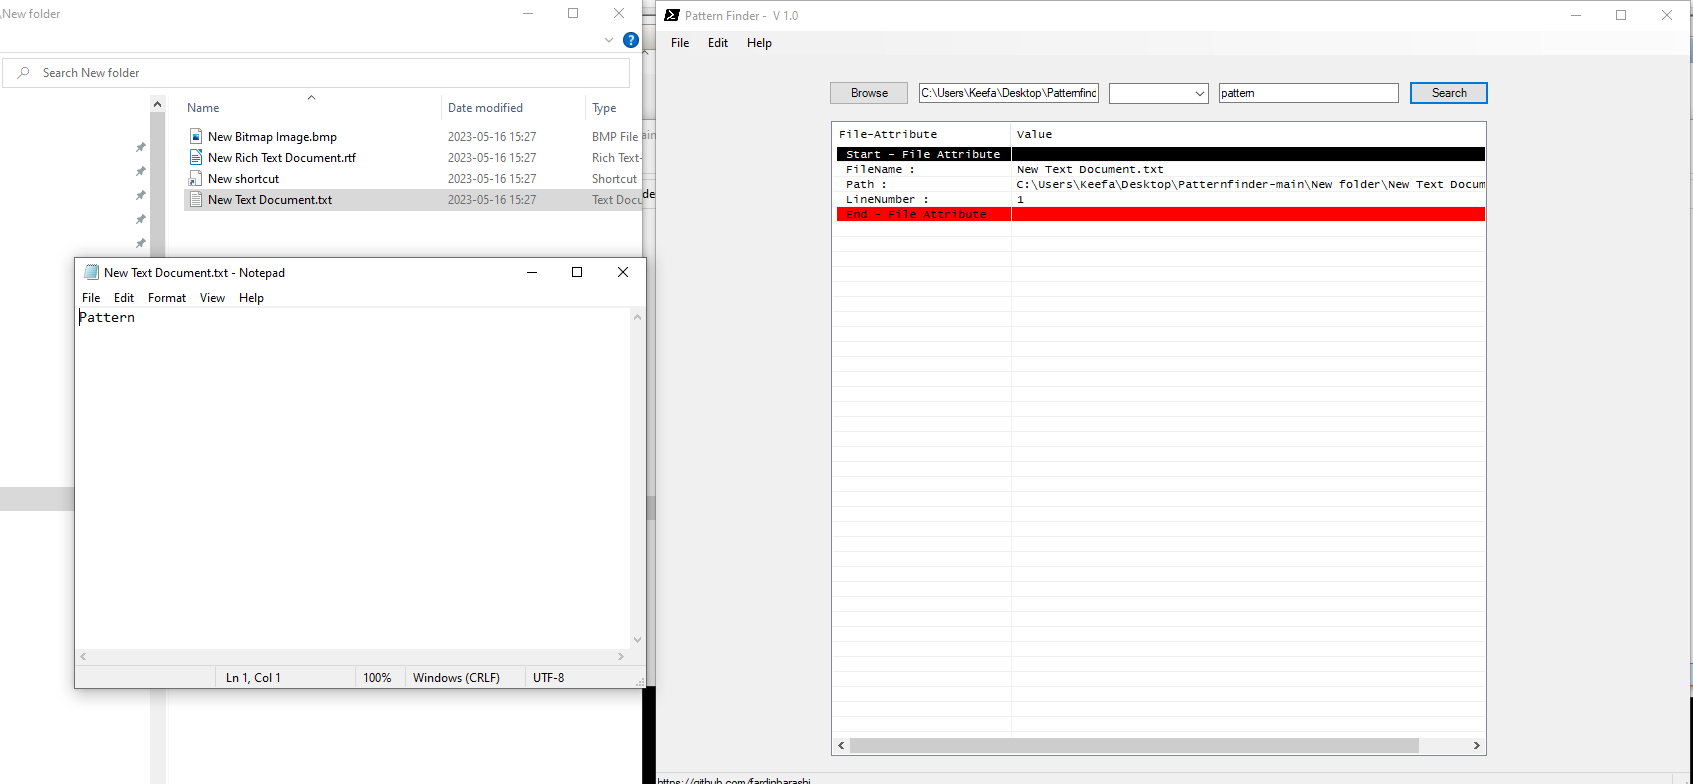 \New folder
Search New folder
Name Date modified Type
New Bitmap Image.bmp 2023-05-16 15:27 BMP File
New Rich Text Document.rtf 2023-05-16 15:27 Rich Text-
New shortcut 2023-05-16 15:27 Shortcut
New Text Document.txt 2023-05-16 15:27 Text Docu
New Text Document.txt - Notepad
File Edit Format View Help
Pattern
Ln 1, Col 1 100% Windows (CRLF) UTF-8
Pattern Finder - V 1.0
File Edit Help
Browse C:\Users\Keefa\Desktop\Patternfinc pattern Search
File-Attribute Value
Start - File Attribute
FileName : New Text Document.txt
Path : C:\Users\Keefa\Desktop\Patternfinder-main\New folder\New Text Docum
LineNumber : 1
End - File Attribute
https://github.com/fardinbarashi